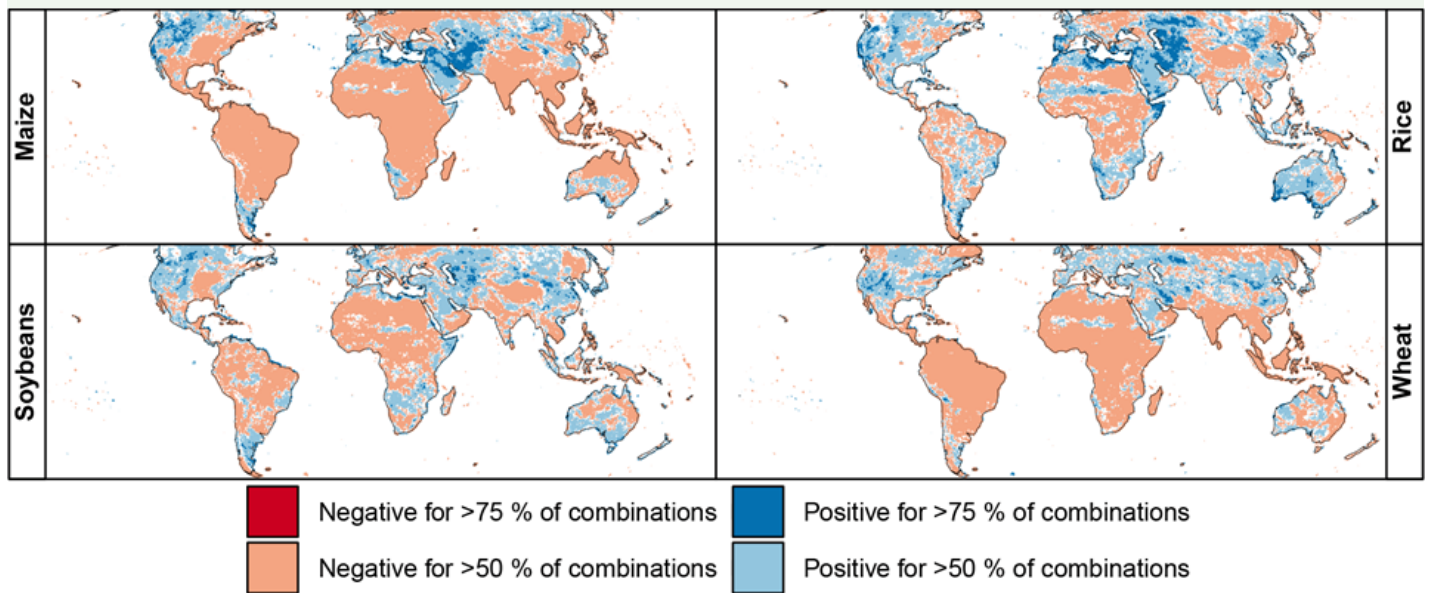 Maize
Rice
Soybeans
Wheat
Negative for >75 % of combinations
Positive for >75 % of combinations
Negative for >50 % of combinations
Positive for >50 % of combinations